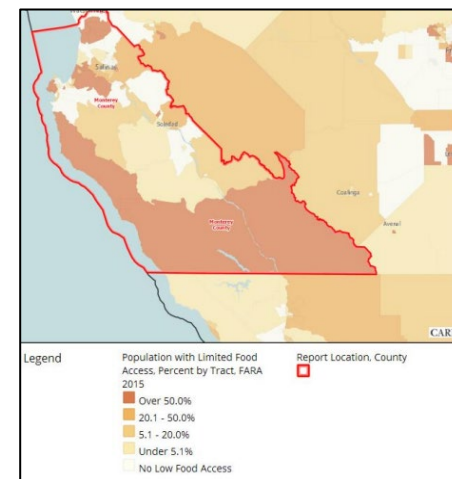 Salinas
Monterey
County
Soledad
Monterey
County
Coalinga
Avenal
CAR
Legend
Population with Limited Food
Access, Percent by Tract, FARA
2015
Over 50.0%
20.1 - 50.0%
5.1 - 20.0%
Under 5.1%
No Low Food Access
Report Location, County